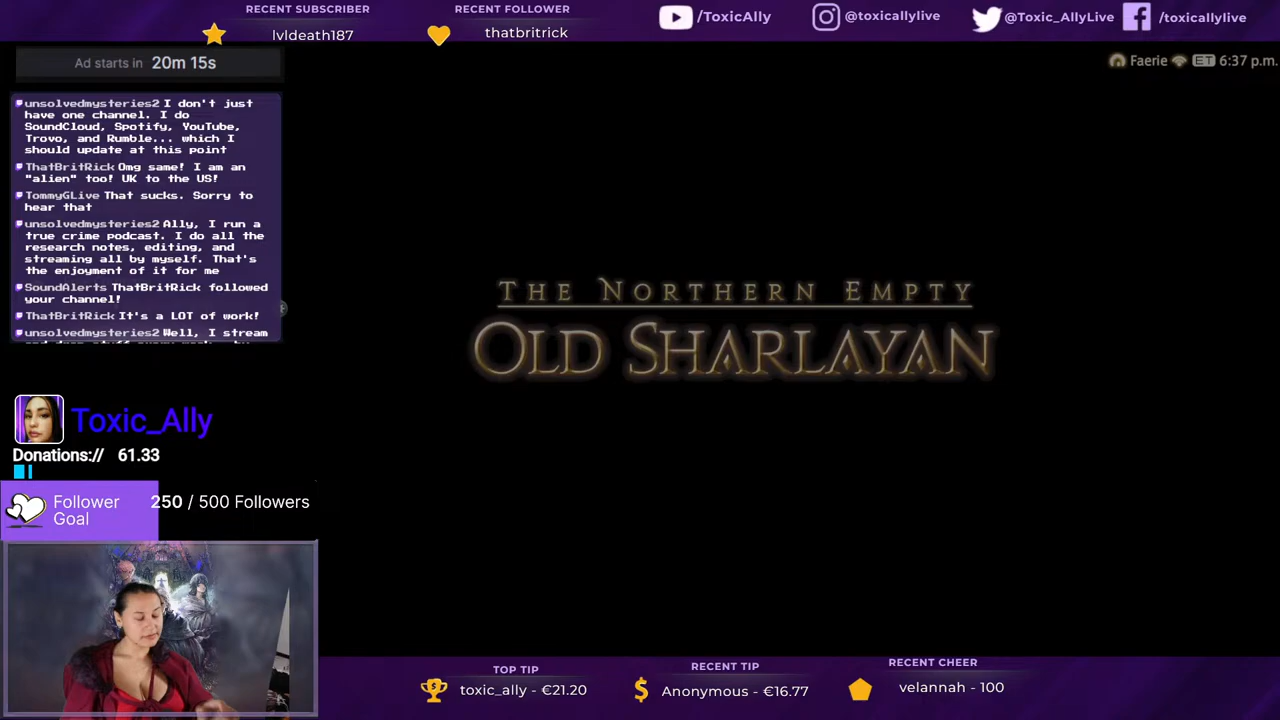 RECENT SUBSCRIBER
lvldeath187
RECENT FOLLOWER
thatbritrick
/ToxicAlly
@toxicallylive
@Toxic_AllyLive
/toxicallylive
Ad starts in 20m 15s
Faerie ET 6:37 p.m.
unsolvedmysteries2 I don't just
have one channel. I do
SoundCloud, Spotify, YouTube,
Trovo, and Rumble... which I
should update at this point
ThatBritRick Omg same! I am an
"alien" too! UK to the US!
TommyGLive That sucks. Sorry to
hear that
unsolvedmysteries2 Ally, I run a
true crime podcast. I do all the
research notes, editing, and
streaming all by myself. That's
the enjoyment of it for me
SoundAlerts ThatBritRick followed
your channel!
ThatBritRick It's a LOT of work!
unsolvedmysteries2 Well, I stream
THE NORTHERN EMPTY
OLD SHARLAYAN
Toxic_Ally
Donations:// 61.33
Follower
Goal
250 / 500 Followers
TOP TIP
toxic_ally - €21.20
RECENT TIP
Anonymous - €16.77
RECENT CHEER
velannah - 100